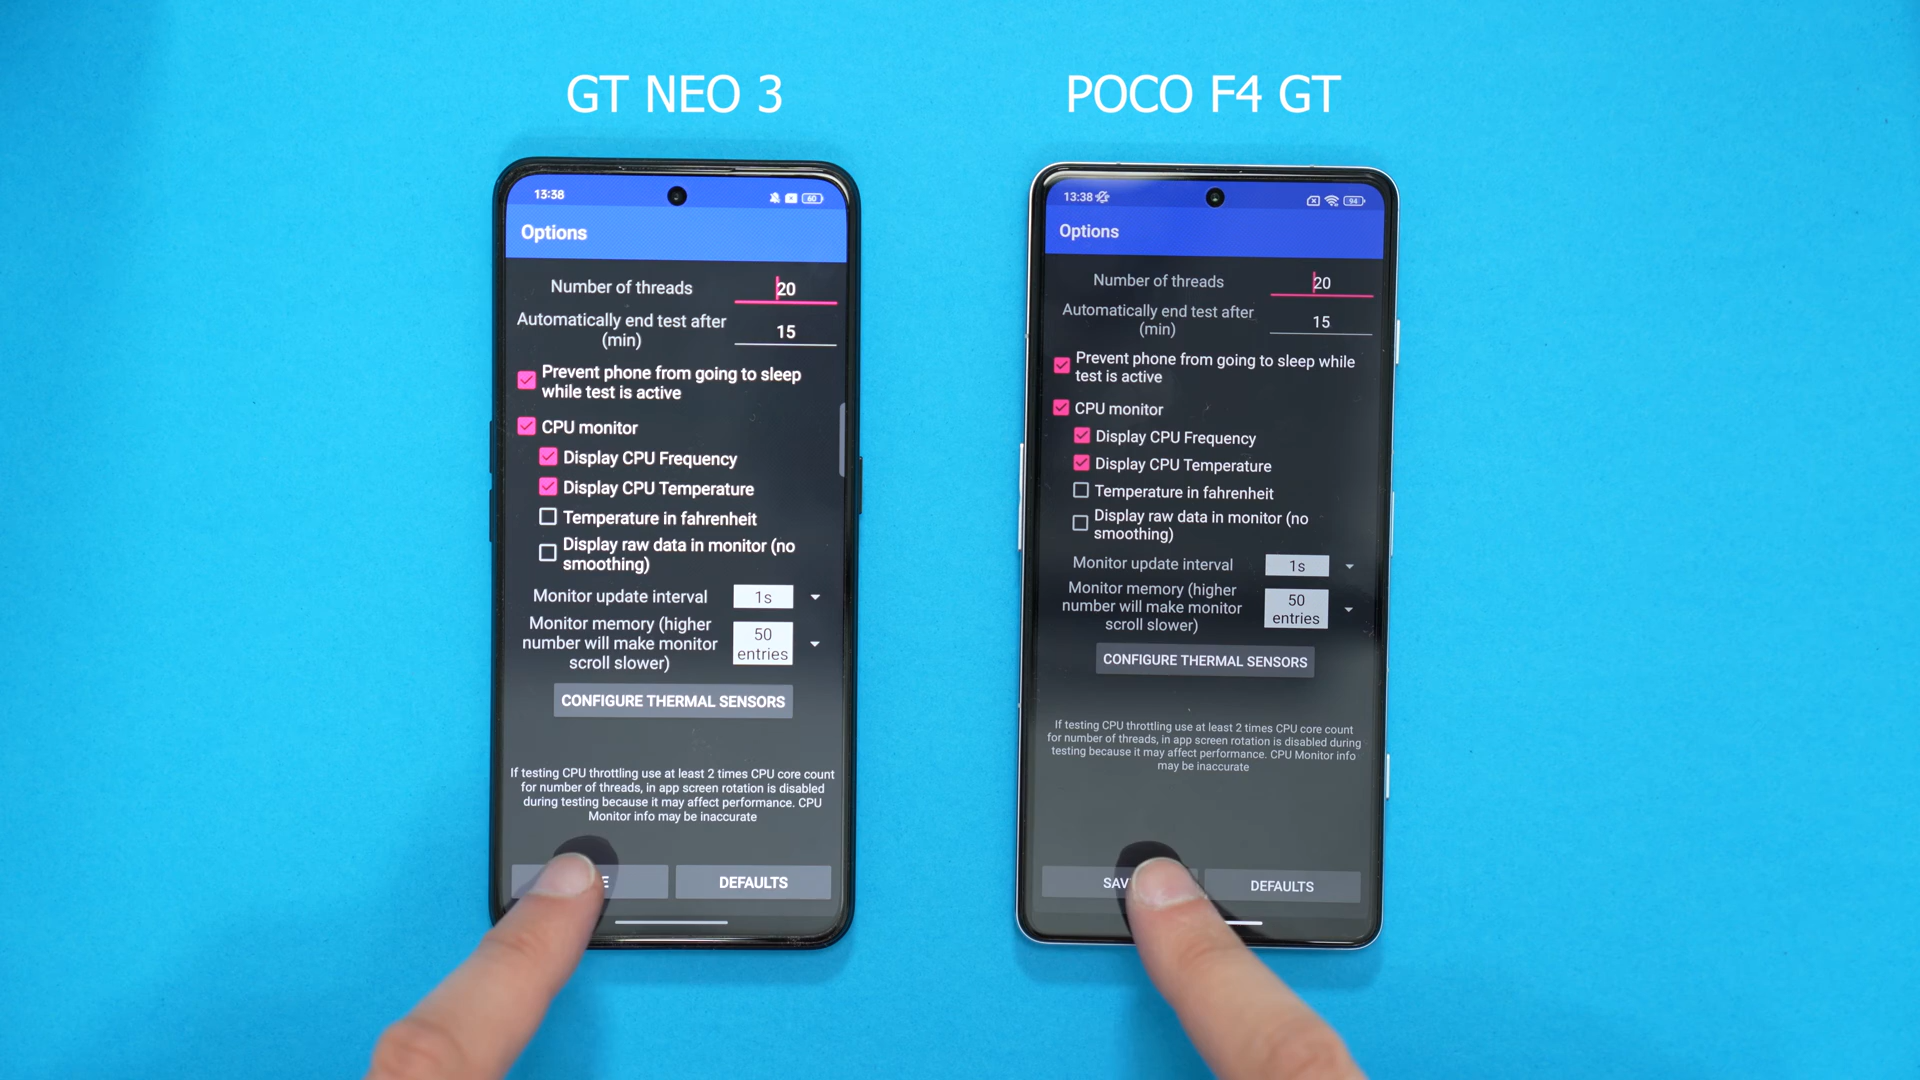 GT NEO 3
POCO F4 GT
13:38
60
Options
Number of threads
20
Automatically end test after
(min)
15
Prevent phone from going to sleep
while test is active
CPU monitor
Display CPU Frequency
Display CPU Temperature
Temperature in fahrenheit
Display raw data in monitor (no
smoothing)
Monitor update interval
1s
Monitor memory (higher
number will make monitor
scroll slower)
50
entries
CONFIGURE THERMAL SENSORS
If testing CPU throttling use at least 2 times CPU core count
for number of threads, in app screen rotation is disabled
during testing because it may affect performance. CPU
Monitor info may be inaccurate
E
DEFAULTS
13:38
94
Options
Number of threads
20
Automatically end test after
(min)
15
Prevent phone from going to sleep while
test is active
CPU monitor
Display CPU Frequency
Display CPU Temperature
Temperature in fahrenheit
Display raw data in monitor (no
smoothing)
Monitor update interval
1s
Monitor memory (higher
number will make monitor
scroll slower)
50
entries
CONFIGURE THERMAL SENSORS
If testing CPU throttling use at least 2 times CPU core count
for number of threads, in app screen rotation is disabled during
testing because it may affect performance. CPU Monitor info
may be inaccurate
SAV
DEFAULTS